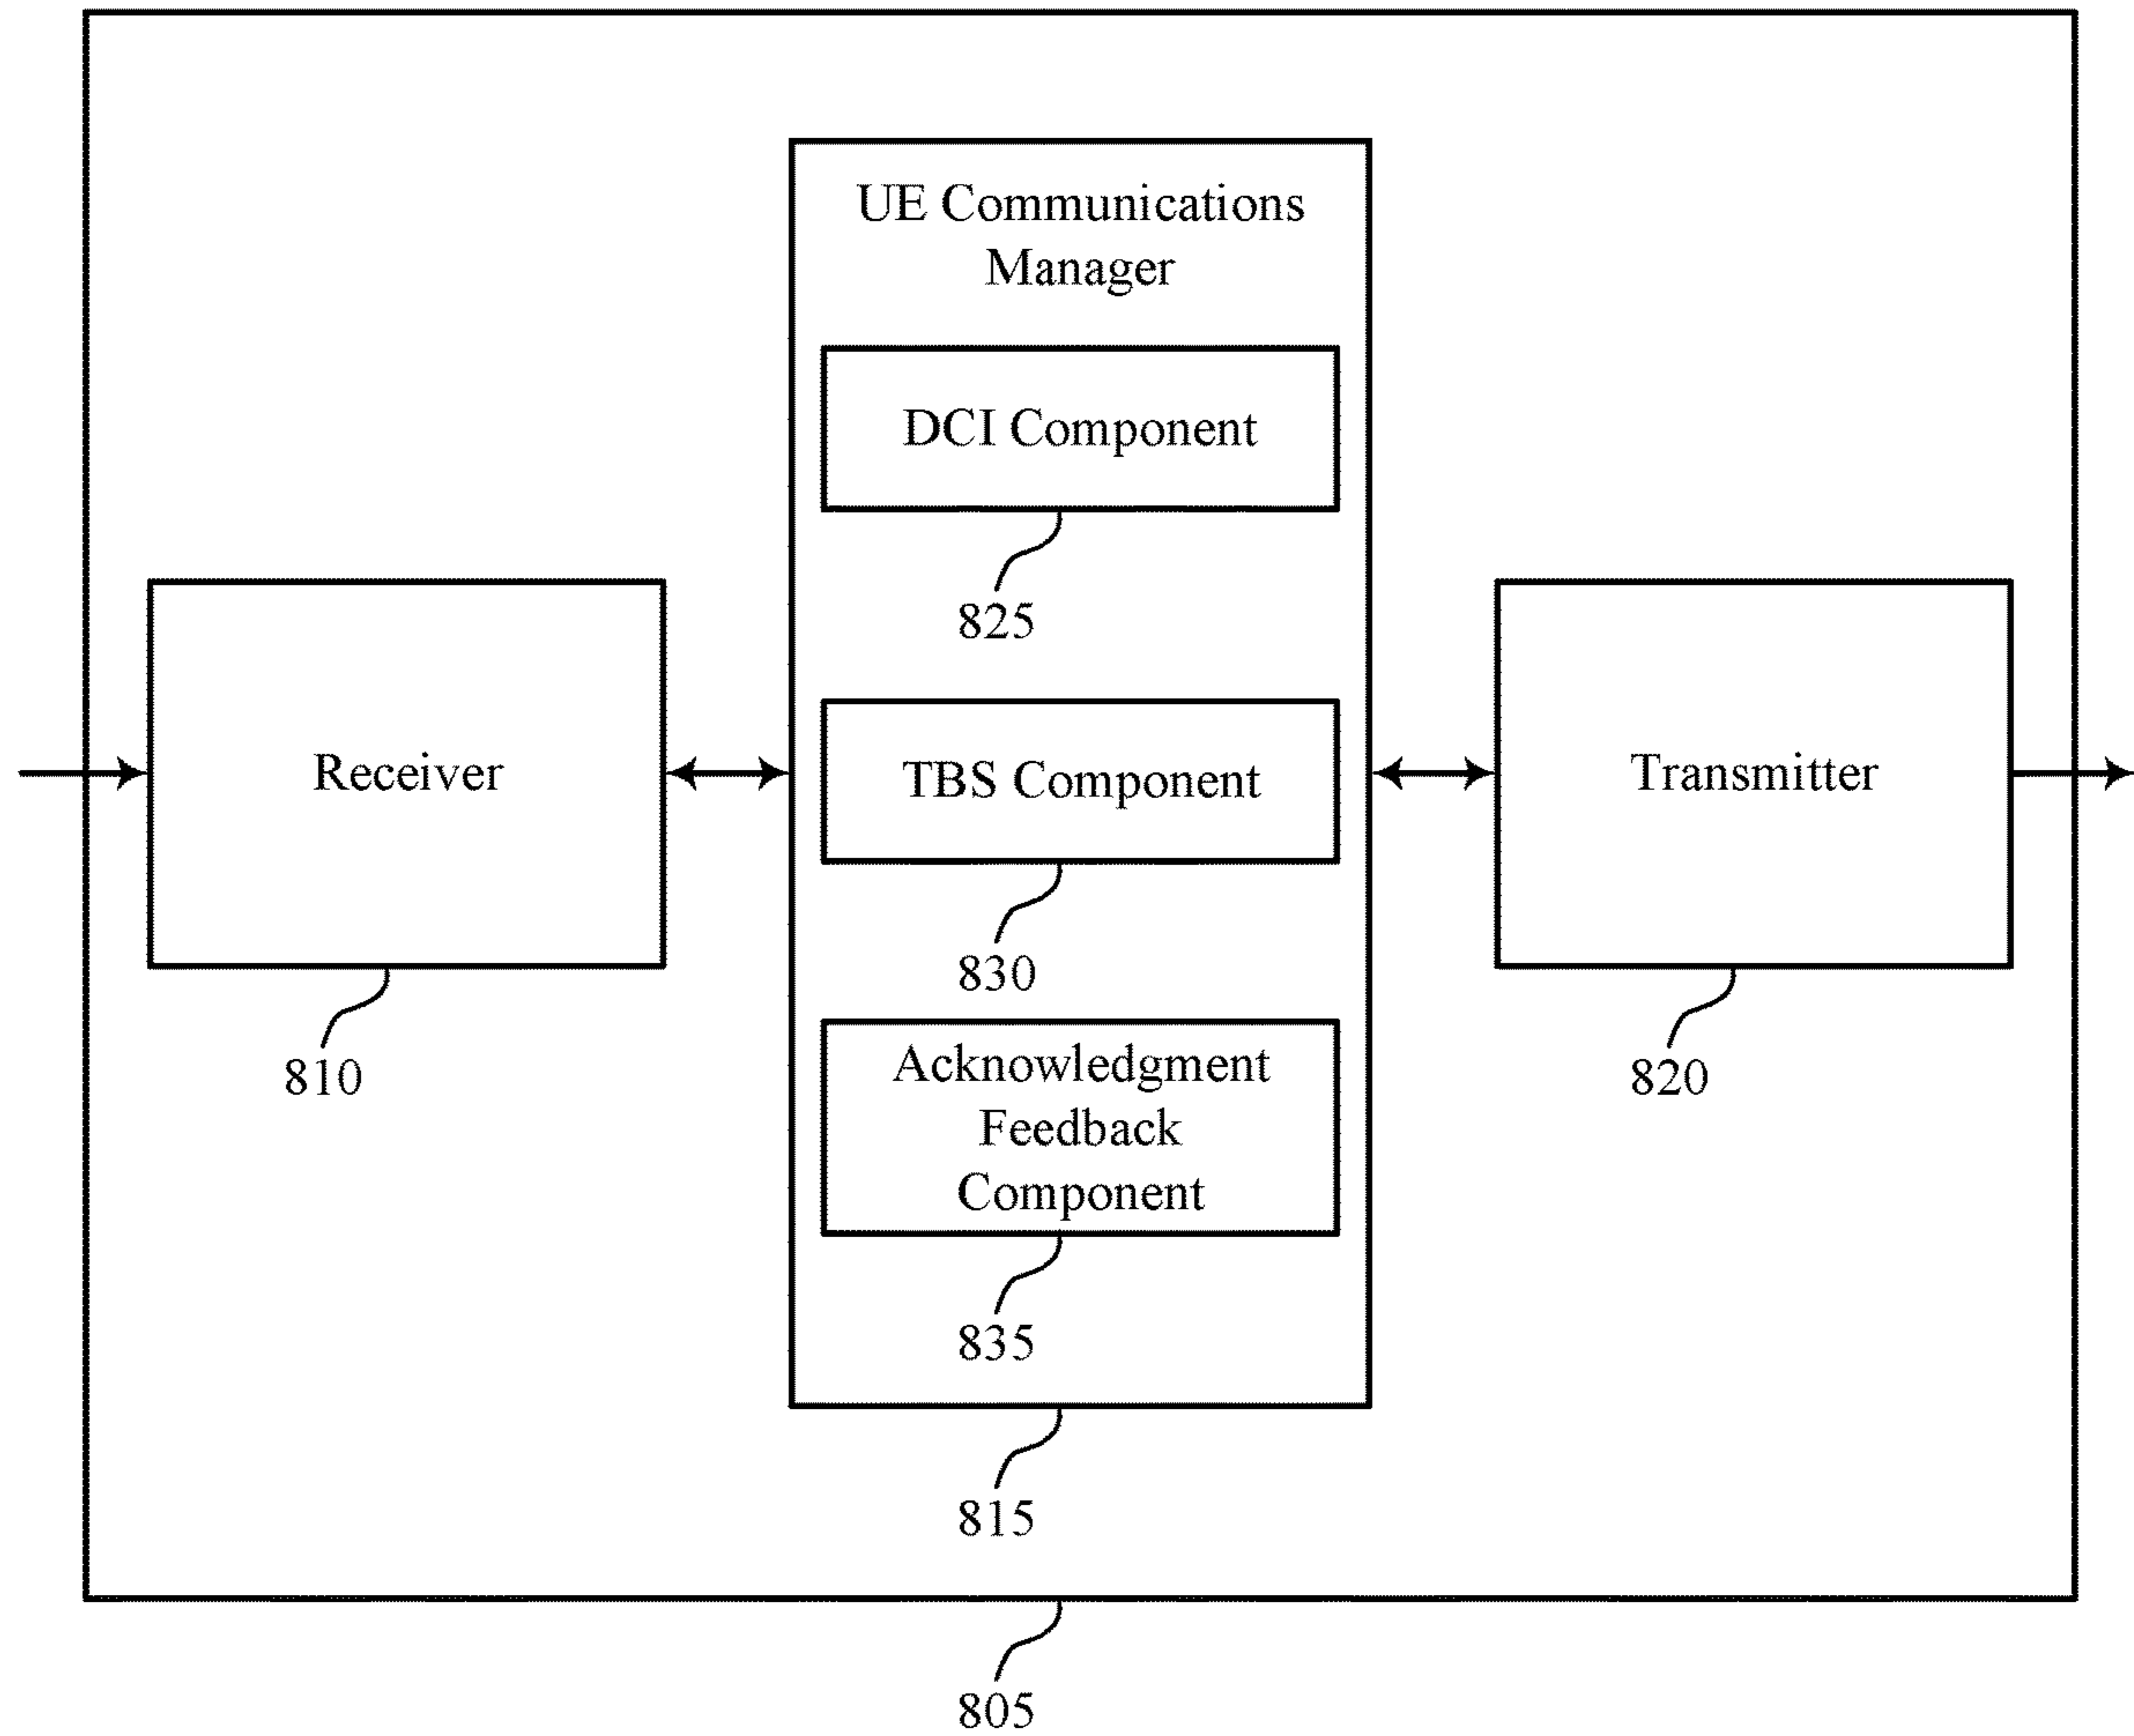 UE Communications
Manager
DCI Component
825
Receiver
810
TBS Component
830
Transmitter
820
Acknowledgment
Feedback
Component
835
815
805